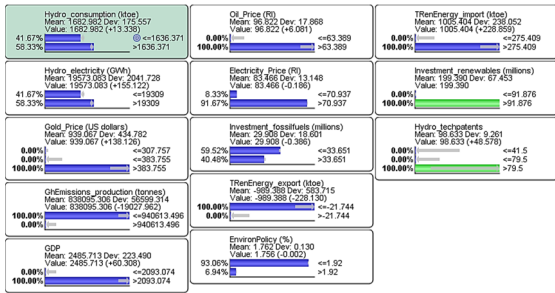 Hydro_consumption (ktoe)
Mean: 1682.982 Dev: 175.557
Value: 1682.982 (+13.338)
41.67% <=1636.371
58.33% >1636.371
Hydro_electricity (GWh)
Mean: 19573.083 Dev: 2041.728
Value: 19573.083 (+155.122)
41.67% <=19309
58.33% >19309
Gold_Price (US dollars)
Mean: 939.067 Dev: 434.782
Value: 939.067 (+138.126)
0.00% <=307.757
0.00% <=383.755
100.00% >383.755
GhEmissions_production (tonnes)
Mean: 838095.306 Dev: 56599.314
Value: 838095.306 (-19027.962)
100.00% <=940613.496
0.00% >940613.496
GDP
Mean: 2485.713 Dev: 223.490
Value: 2485.713 (+60.308)
0.00% <=2093.074
100.00% >2093.074
Oil_Price (RI)
Mean: 96.822 Dev: 17.868
Value: 96.822 (+6.081)
0.00% <=63.389
100.00% >63.389
Electricity_Price (RI)
Mean: 83.466 Dev: 13.148
Value: 83.466 (-0.186)
8.33% <=70.937
91.67% >70.937
Investment_fossilfuels (millions)
Mean: 29.908 Dev: 13.601
Value: 29.908 (-0.386)
59.52% <=33.651
40.48% >33.651
TRenEnergy_export (ktoe)
Mean: -989.388 Dev: 583.715
Value: -989.388 (-228.130)
100.00% <=-21.744
0.00% >-21.744
EnvironPolicy (%)
Mean: 1.762 Dev: 0.130
Value: 1.756 (-0.002)
93.06% <=1.92
6.94% >1.92
TRenEnergy_import (ktoe)
Mean: 1005.404 Dev: 238.052
Value: 1005.404 (+228.859)
0.00% <=275.409
100.00% >275.409
Investment_renewables (millions)
Mean: 199.390 Dev: 67.453
Value: 199.390
0.00% <=91.876
100.00% >91.876
Hydro_techpatents
Mean: 98.633 Dev: 9.261
Value: 98.633 (+48.578)
0.00% <=41.5
0.00% <=79.5
100.00% >79.5